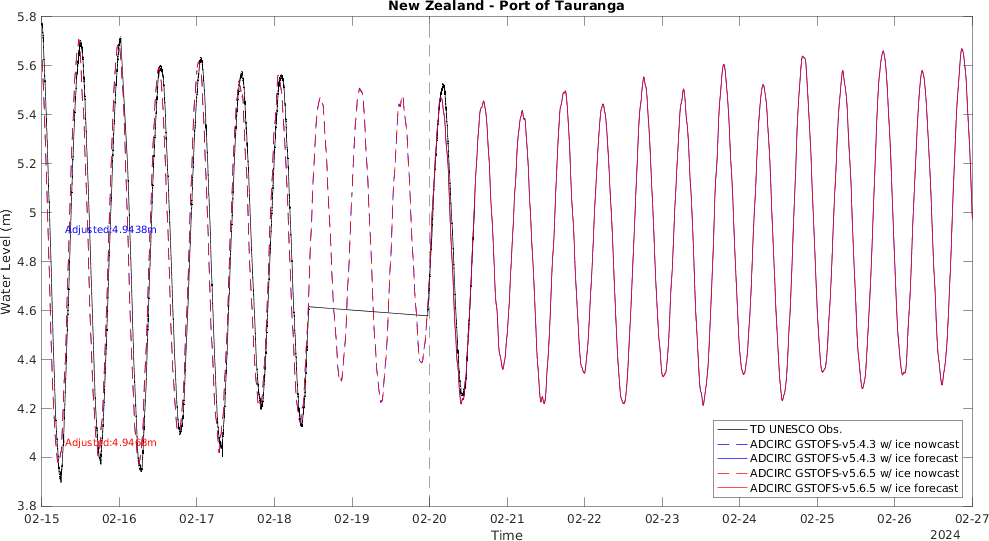 New Zealand - Port of Tauranga
5.8
5.6
5.4
5.2
5
4.8
4.6
4.4
4.2
4
3.8
Water Level (m)
Adjusted:4.9438m
Adjusted:4.9468m
TD UNESCO Obs.
ADCIRC GSTOFS-v5.4.3 w/ ice nowcast
ADCIRC GSTOFS-v5.4.3 w/ ice forecast
ADCIRC GSTOFS-v5.6.5 w/ ice nowcast
ADCIRC GSTOFS-v5.6.5 w/ ice forecast
02-15 02-16 02-17 02-18 02-19 02-20 02-21 02-22 02-23 02-24 02-25 02-26 02-27
Time
2024